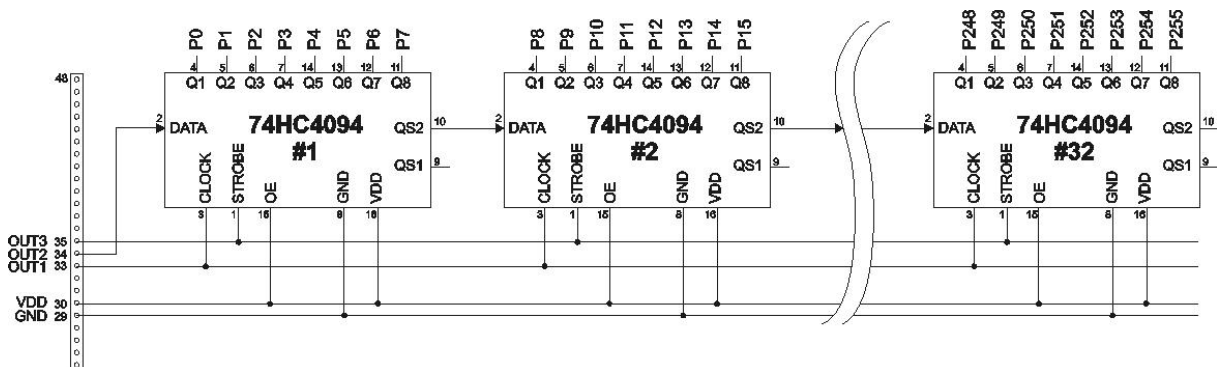 P0 P1 P2 P3 P4 P5 P6 P7 P8 P9 P10 P11 P12 P13 P14 P15 P248 P249 P250 P251 P252 P253 P254 P255
4 5 6 7 14 13 12 11 4 5 6 7 14 13 12 11 4 5 6 7 14 13 12 11
48 Q1 Q2 Q3 Q4 Q5 Q6 Q7 Q8 Q1 Q2 Q3 Q4 Q5 Q6 Q7 Q8 Q1 Q2 Q3 Q4 Q5 Q6 Q7 Q8
2 DATA 74HC4094 QS2 10 2 DATA 74HC4094 QS2 10 2 DATA 74HC4094 QS2 10
#1 #2 #32
QS1 9 QS1 9 QS1 9
CLOCK STROBE OE GND VDD CLOCK STROBE OE GND VDD CLOCK STROBE OE GND VDD
3 1 15 8 16 3 1 15 8 16 3 1 15 8 16
OUT3 35
OUT2 34
OUT1 33
VDD 30
GND 29